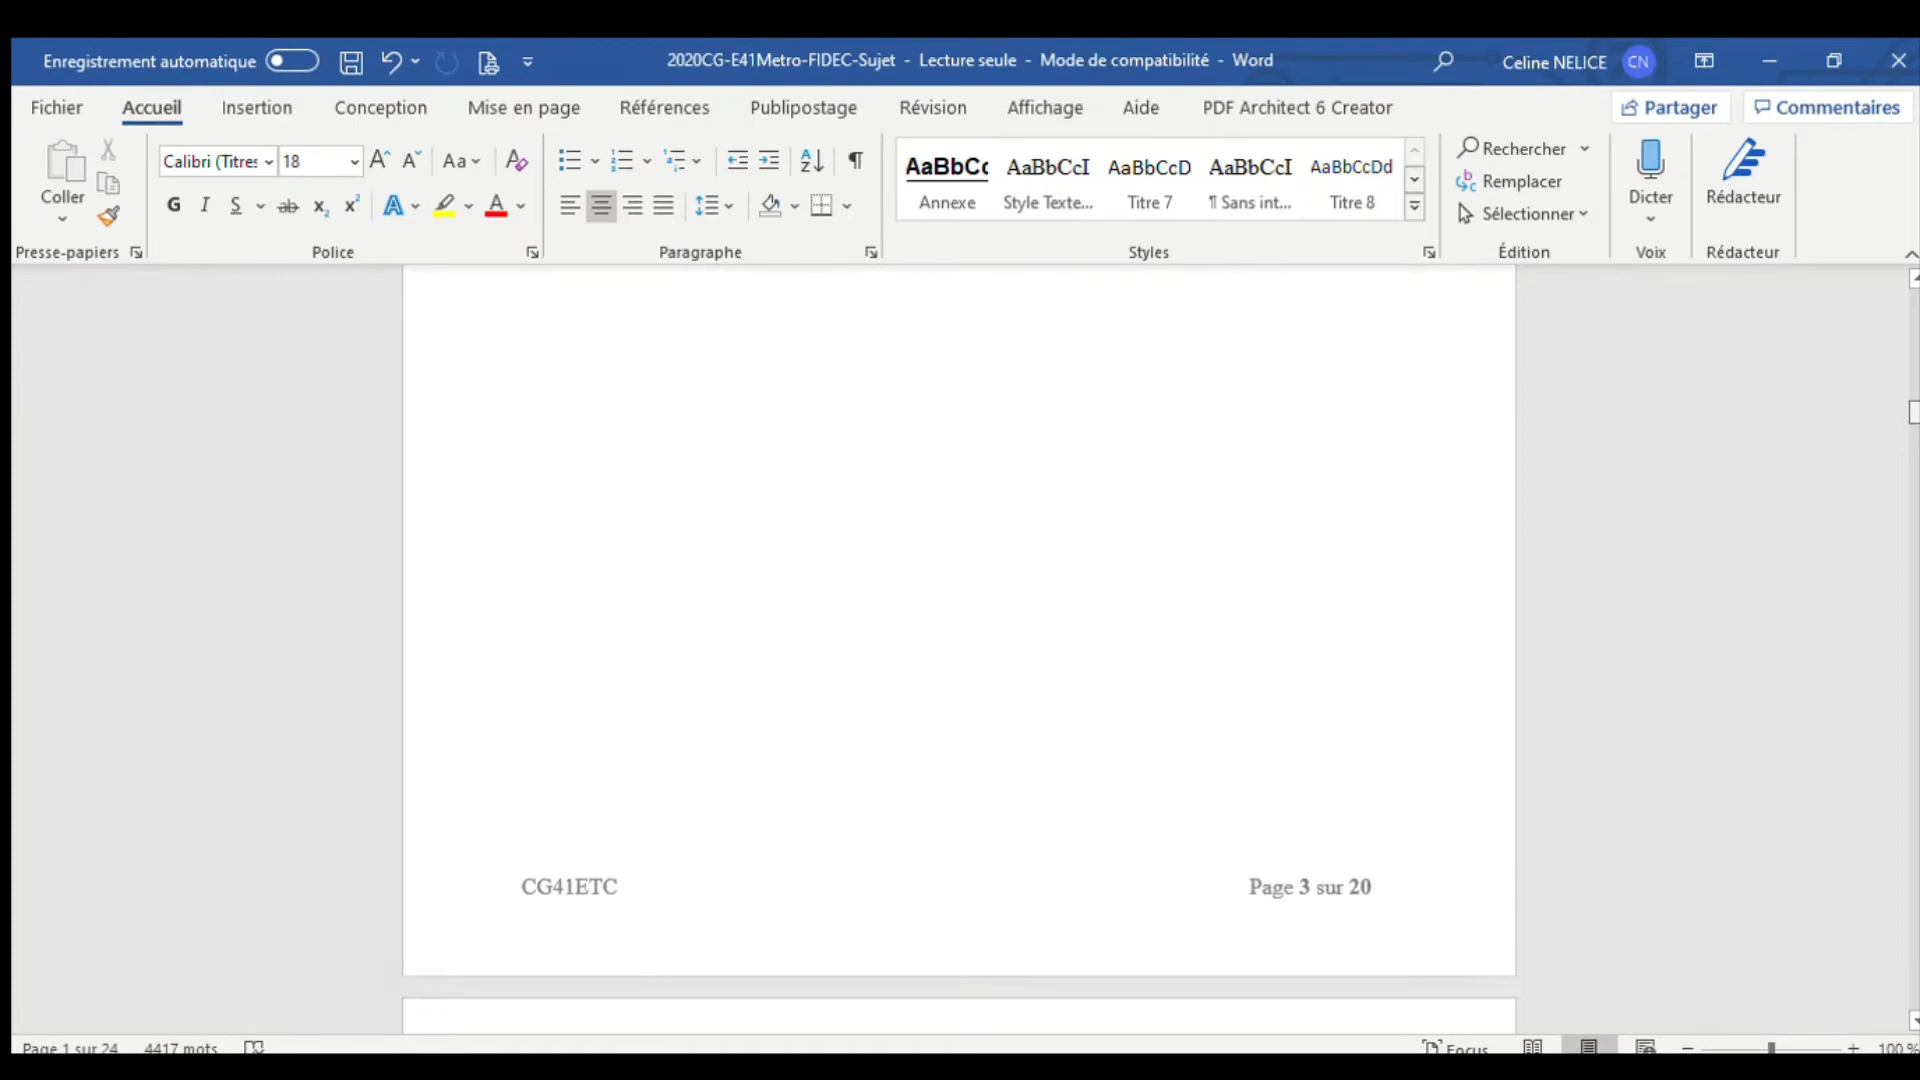 Enregistrement automatique
2020CG-E41Metro-FIDEC-Sujet - Lecture seule - Mode de compatibilité - Word
Celine NELICE CN
Fichier Accueil Insertion Conception Mise en page Références Publipostage Révision Affichage Aide PDF Architect 6 Creator
Partager Commentaires
Calibri (Titres 18 Aa
Coller
G I S ab x₂ x² A A
AaBbCc AaBbCcI AaBbCcD AaBbCcI AaBbCcDd
Annexe Style Texte... Titre 7 ¶ Sans int... Titre 8
Rechercher
Remplacer
Sélectionner
Dicter Rédacteur
Presse-papiers Police Paragraphe Styles Édition Voix Rédacteur
CG41ETC Page 3 sur 20
Page 1 sur 24 4417 mots Focus 100 %